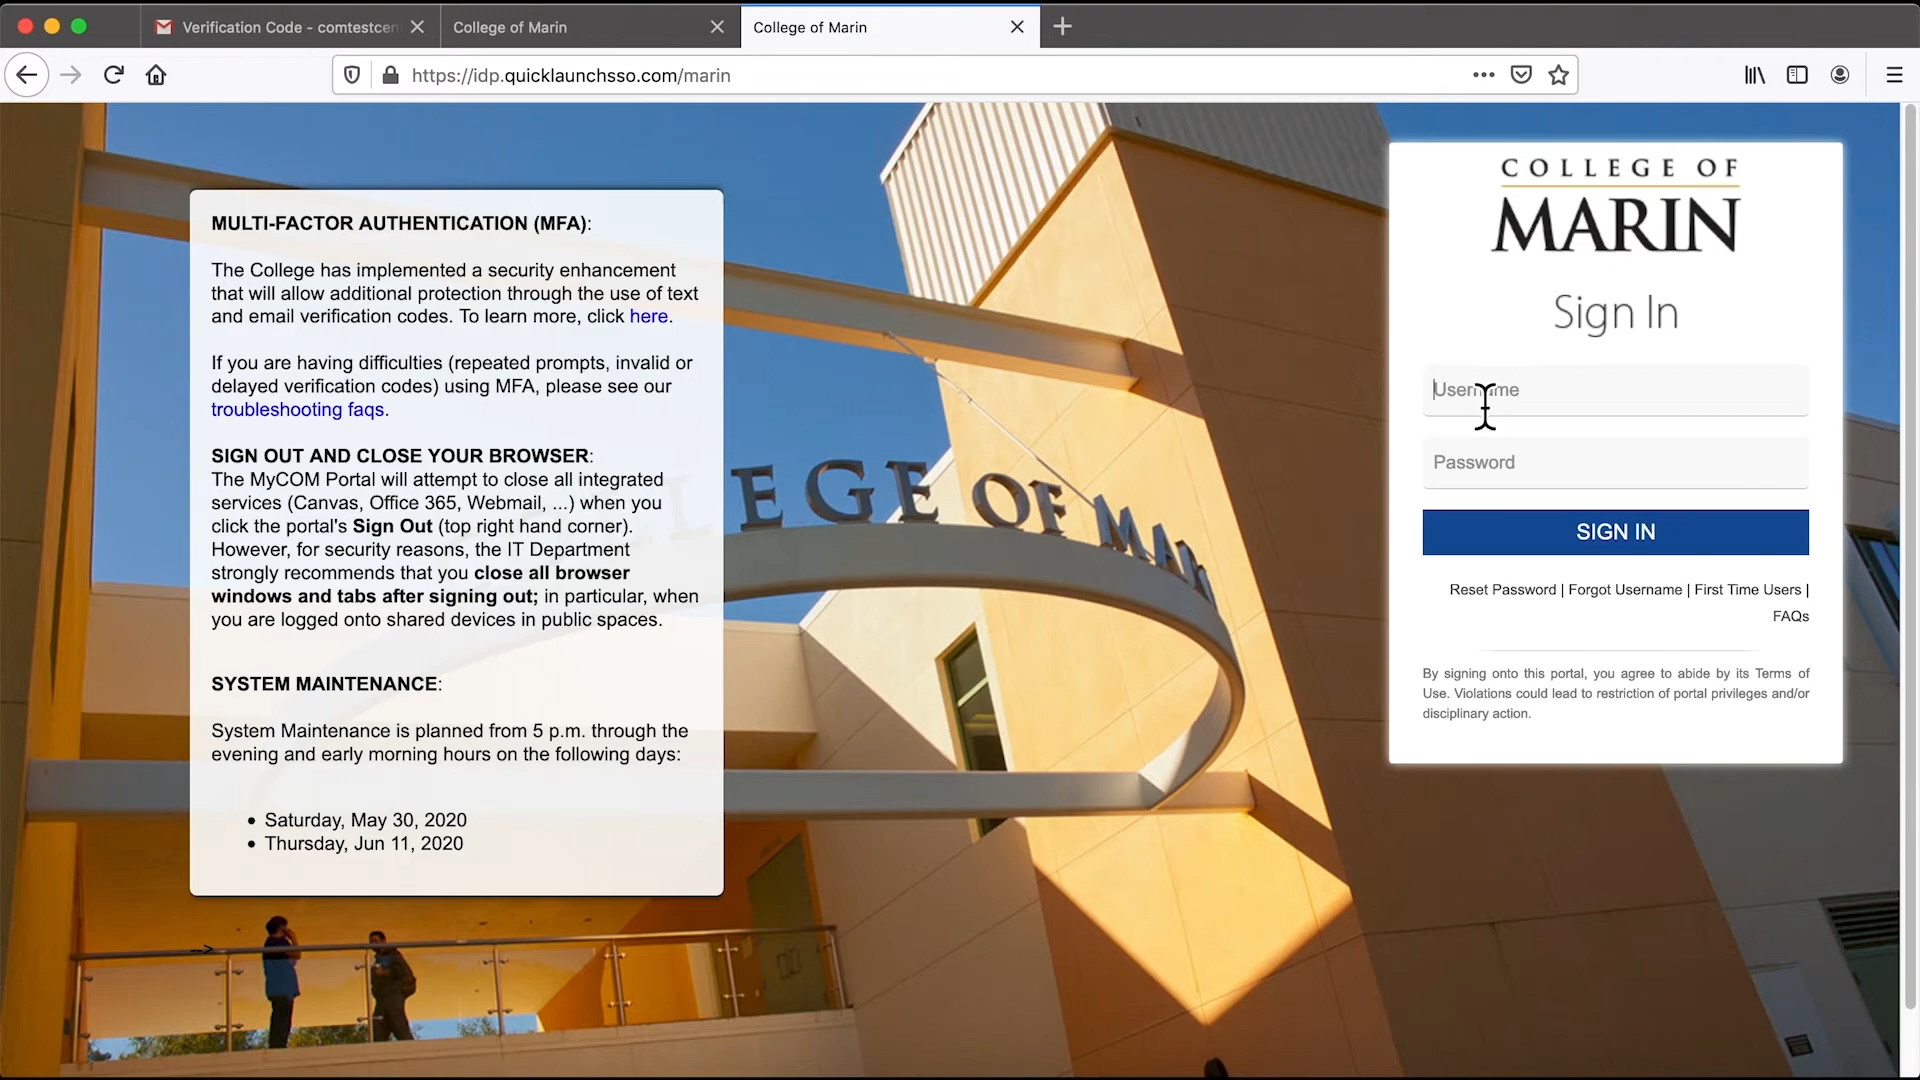 Verification Code - comtestcen
College of Marin
College of Marin
https://idp.quicklaunchsso.com/marin
MULTI-FACTOR AUTHENTICATION (MFA):
The College has implemented a security enhancement
that will allow additional protection through the use of text
and email verification codes. To learn more, click here.
If you are having difficulties (repeated prompts, invalid or
delayed verification codes) using MFA, please see our
troubleshooting faqs.
SIGN OUT AND CLOSE YOUR BROWSER:
The MyCOM Portal will attempt to close all integrated
services (Canvas, Office 365, Webmail, ...) when you
click the portal's Sign Out (top right hand corner).
However, for security reasons, the IT Department
strongly recommends that you close all browser
windows and tabs after signing out; in particular, when
you are logged onto shared devices in public spaces.
SYSTEM MAINTENANCE:
System Maintenance is planned from 5 p.m. through the
evening and early morning hours on the following days:
• Saturday, May 30, 2020
• Thursday, Jun 11, 2020
-->
LLEGE OF MARI
COLLEGE OF
MARIN
Sign In
Username
Password
SIGN IN
Reset Password | Forgot Username | First Time Users |
FAQs
By signing onto this portal, you agree to abide by its Terms of
Use. Violations could lead to restriction of portal privileges and/or
disciplinary action.